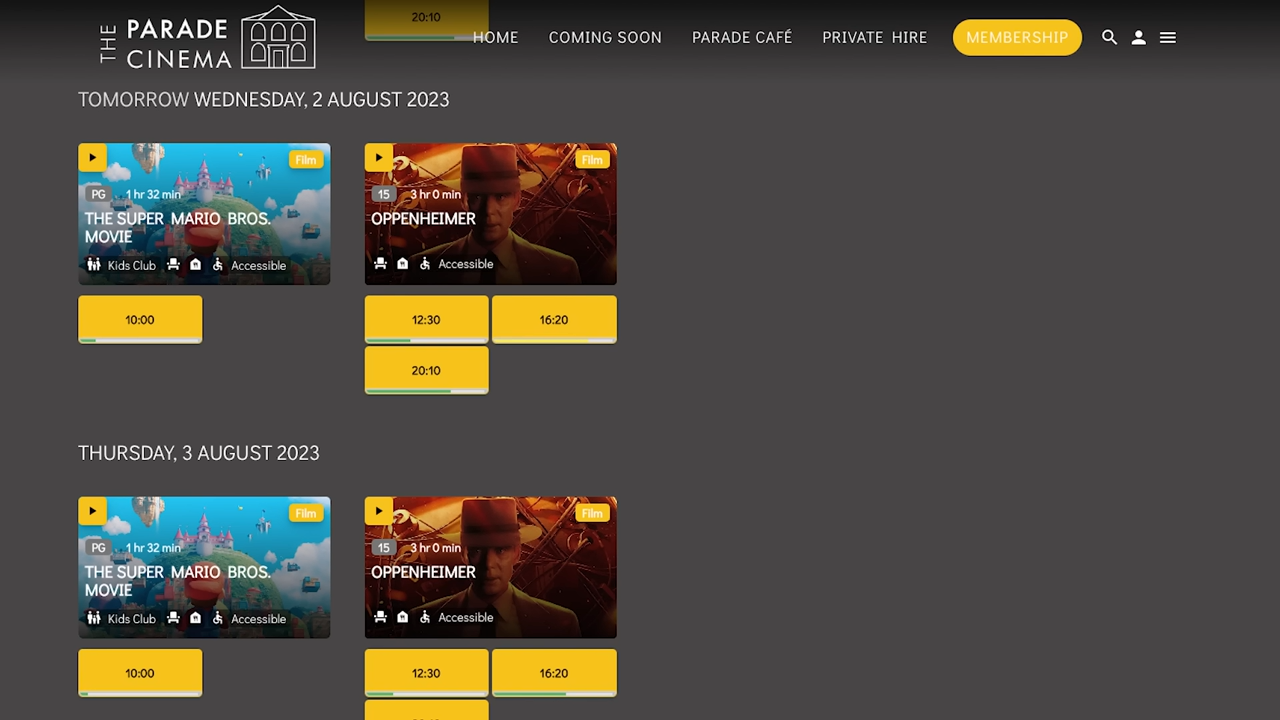 20:10
THE PARADE CINEMA
HOME
COMING SOON
PARADE CAFÉ
PRIVATE HIRE
MEMBERSHIP
TOMORROW WEDNESDAY, 2 AUGUST 2023
Film
PG 1 hr 32 min
THE SUPER MARIO BROS.
MOVIE
Kids Club Accessible
10:00
Film
15 3 hr 0 min
OPPENHEIMER
Accessible
12:30
16:20
20:10
THURSDAY, 3 AUGUST 2023
Film
PG 1 hr 32 min
THE SUPER MARIO BROS.
MOVIE
Kids Club Accessible
10:00
Film
15 3 hr 0 min
OPPENHEIMER
Accessible
12:30
16:20